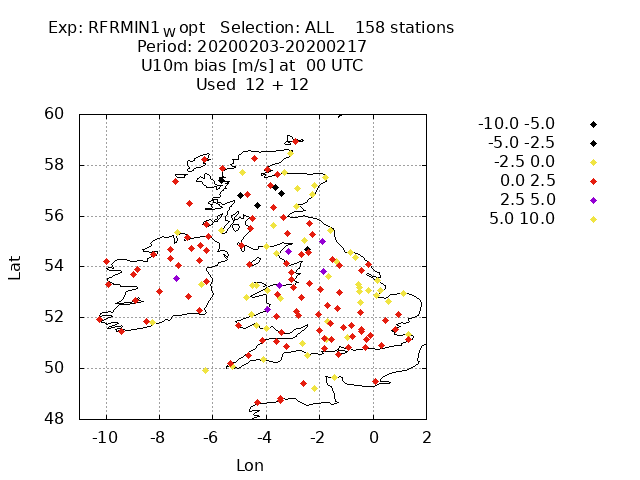 Exp: RFRMIN1_W opt Selection: ALL 158 stations
Period: 20200203-20200217
U10m bias [m/s] at 00 UTC
Used 12 + 12
-10.0 -5.0
-5.0 -2.5
-2.5 0.0
0.0 2.5
2.5 5.0
5.0 10.0
60
58
56
54
52
50
48
Lat
-10 -8 -6 -4 -2 0 2
Lon